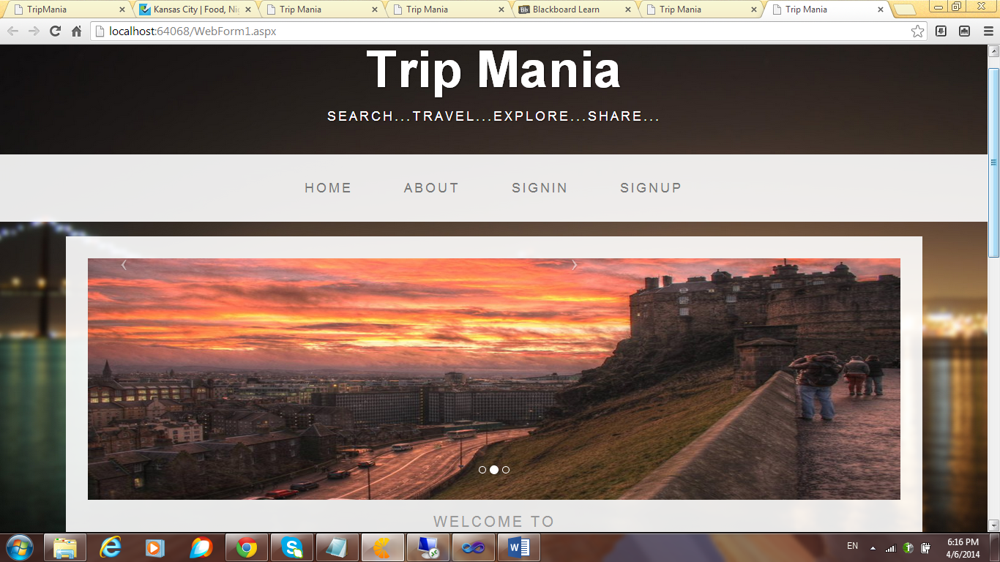 TripMania
Kansas City | Food, Nig
Trip Mania
Trip Mania
Blackboard Learn
Trip Mania
Trip Mania
localhost:64068/WebForm1.aspx
Trip Mania
SEARCH...TRAVEL...EXPLORE...SHARE...
HOME ABOUT SIGNIN SIGNUP
WELCOME TO
EN
6:16 PM
4/6/2014